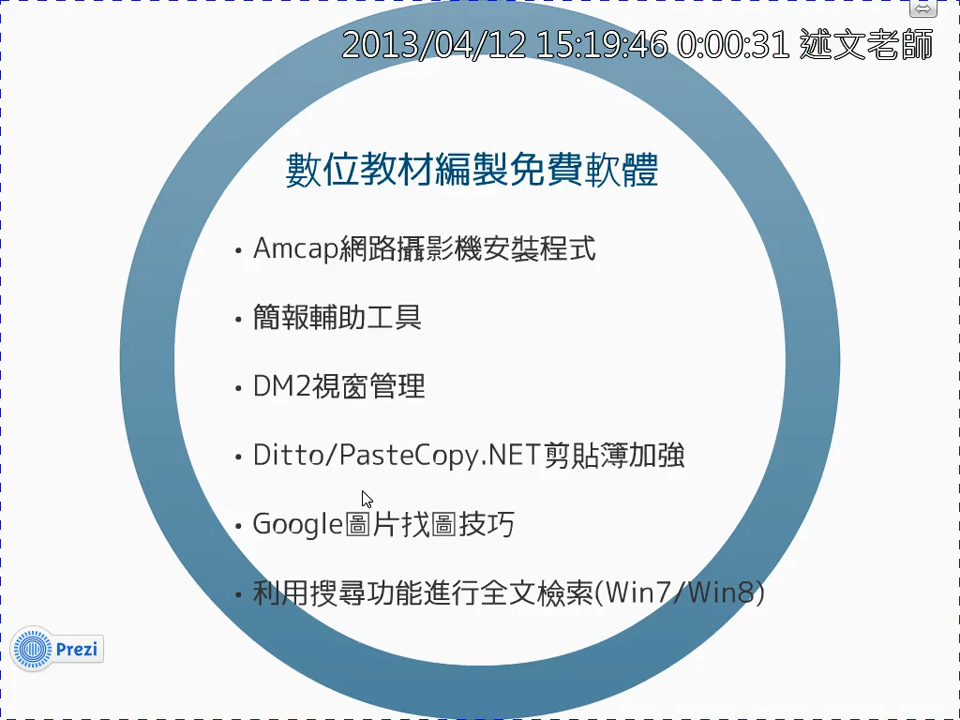 2013/04/12 15:19:46 0:00:31 述文老師
數位教材編製免費軟體
• Amcap網路攝影機安裝程式
• 簡報輔助工具
• DM2視窗管理
• Ditto/PasteCopy.NET剪貼簿加強
• Google圖片找圖技巧
• 利用搜尋功能進行全文檢索(Win7/Win8)
Prezi